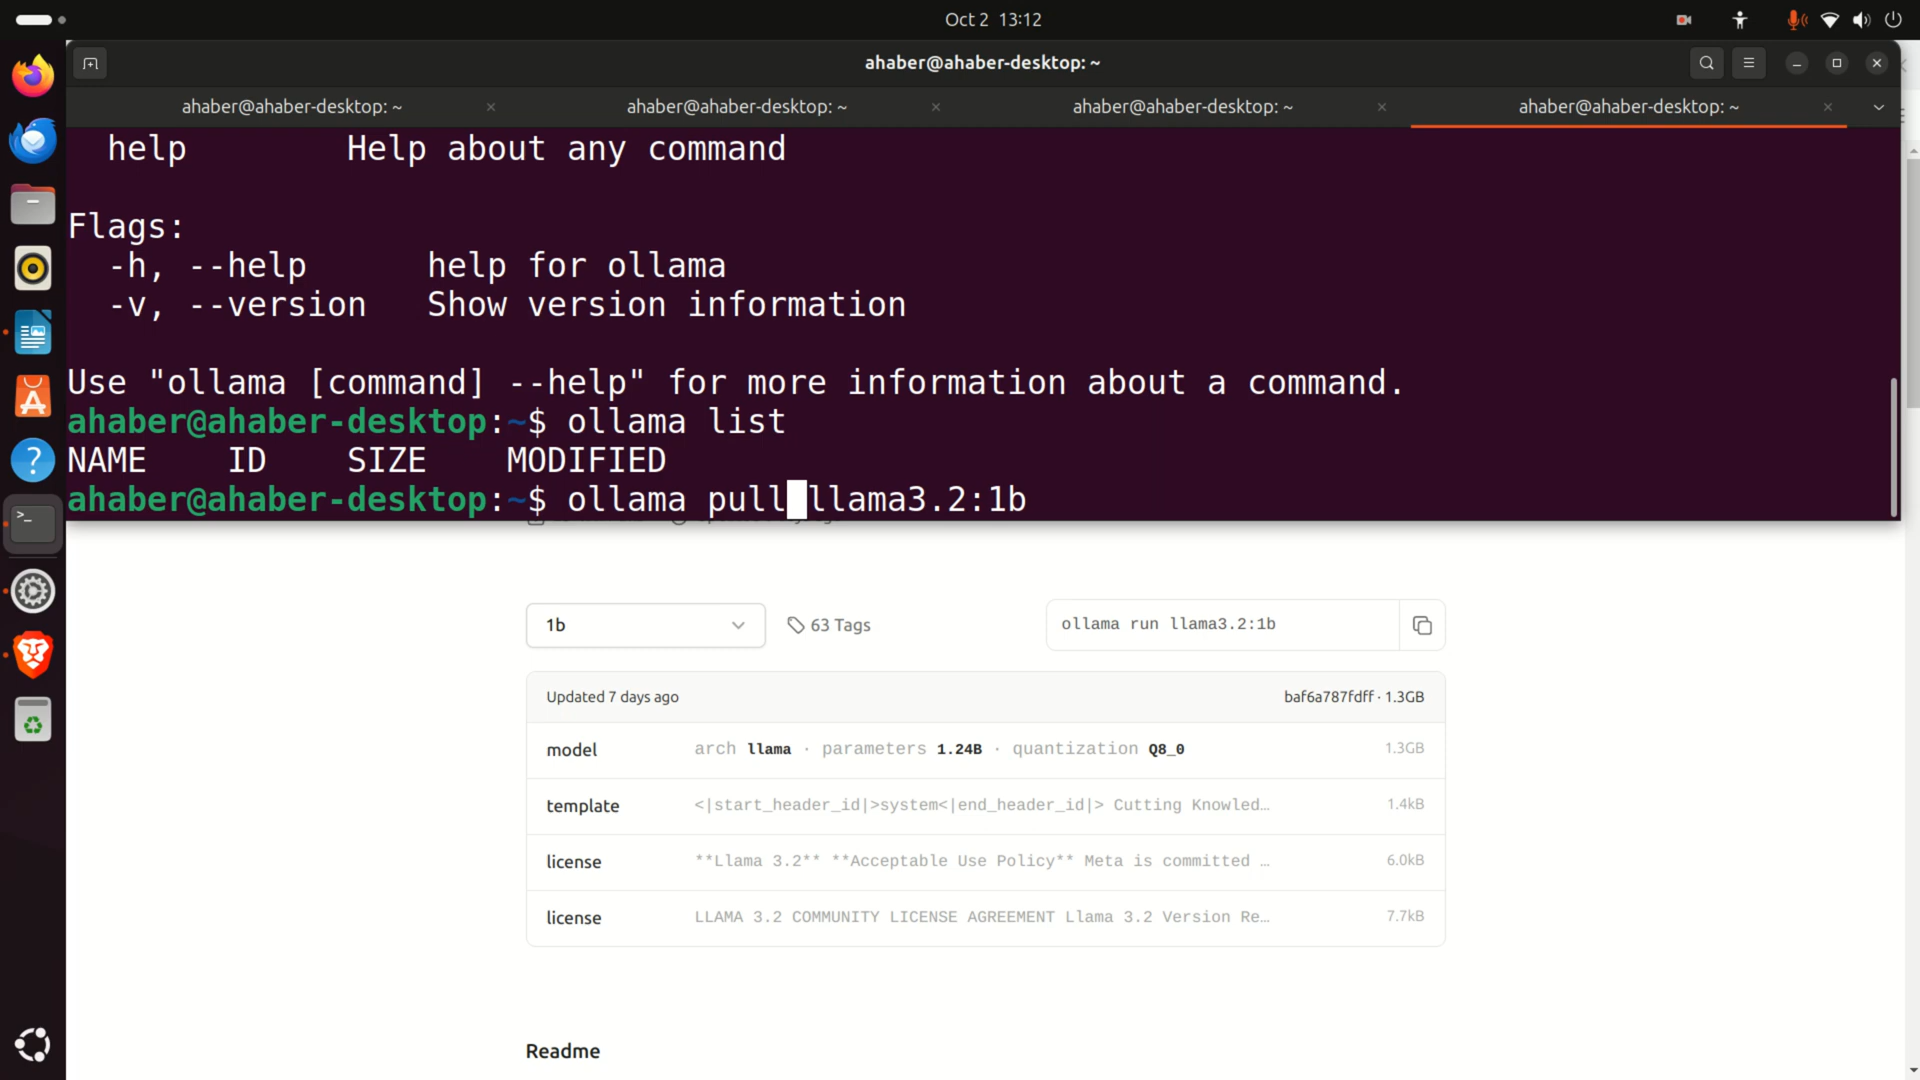 Oct 2 13:12
ahaber@ahaber-desktop: ~
ahaber@ahaber-desktop: ~
ahaber@ahaber-desktop: ~
ahaber@ahaber-desktop: ~
ahaber@ahaber-desktop: ~
help Help about any command
Flags:
-h, --help help for ollama
-v, --version Show version information
Use "ollama [command] --help" for more information about a command.
ahaber@ahaber-desktop:~$ ollama list
NAME ID SIZE MODIFIED
ahaber@ahaber-desktop:~$ ollama pull llama3.2:1b
1b
63 Tags
ollama run llama3.2:1b
Updated 7 days ago
baf6a787fdff · 1.3GB
model arch llama · parameters 1.24B · quantization Q8_0 1.3GB
template <|start_header_id|>system<|end_header_id|> Cutting Knowled… 1.4kB
license **Llama 3.2** **Acceptable Use Policy** Meta is committed … 6.0kB
license LLAMA 3.2 COMMUNITY LICENSE AGREEMENT Llama 3.2 Version Re… 7.7kB
Readme